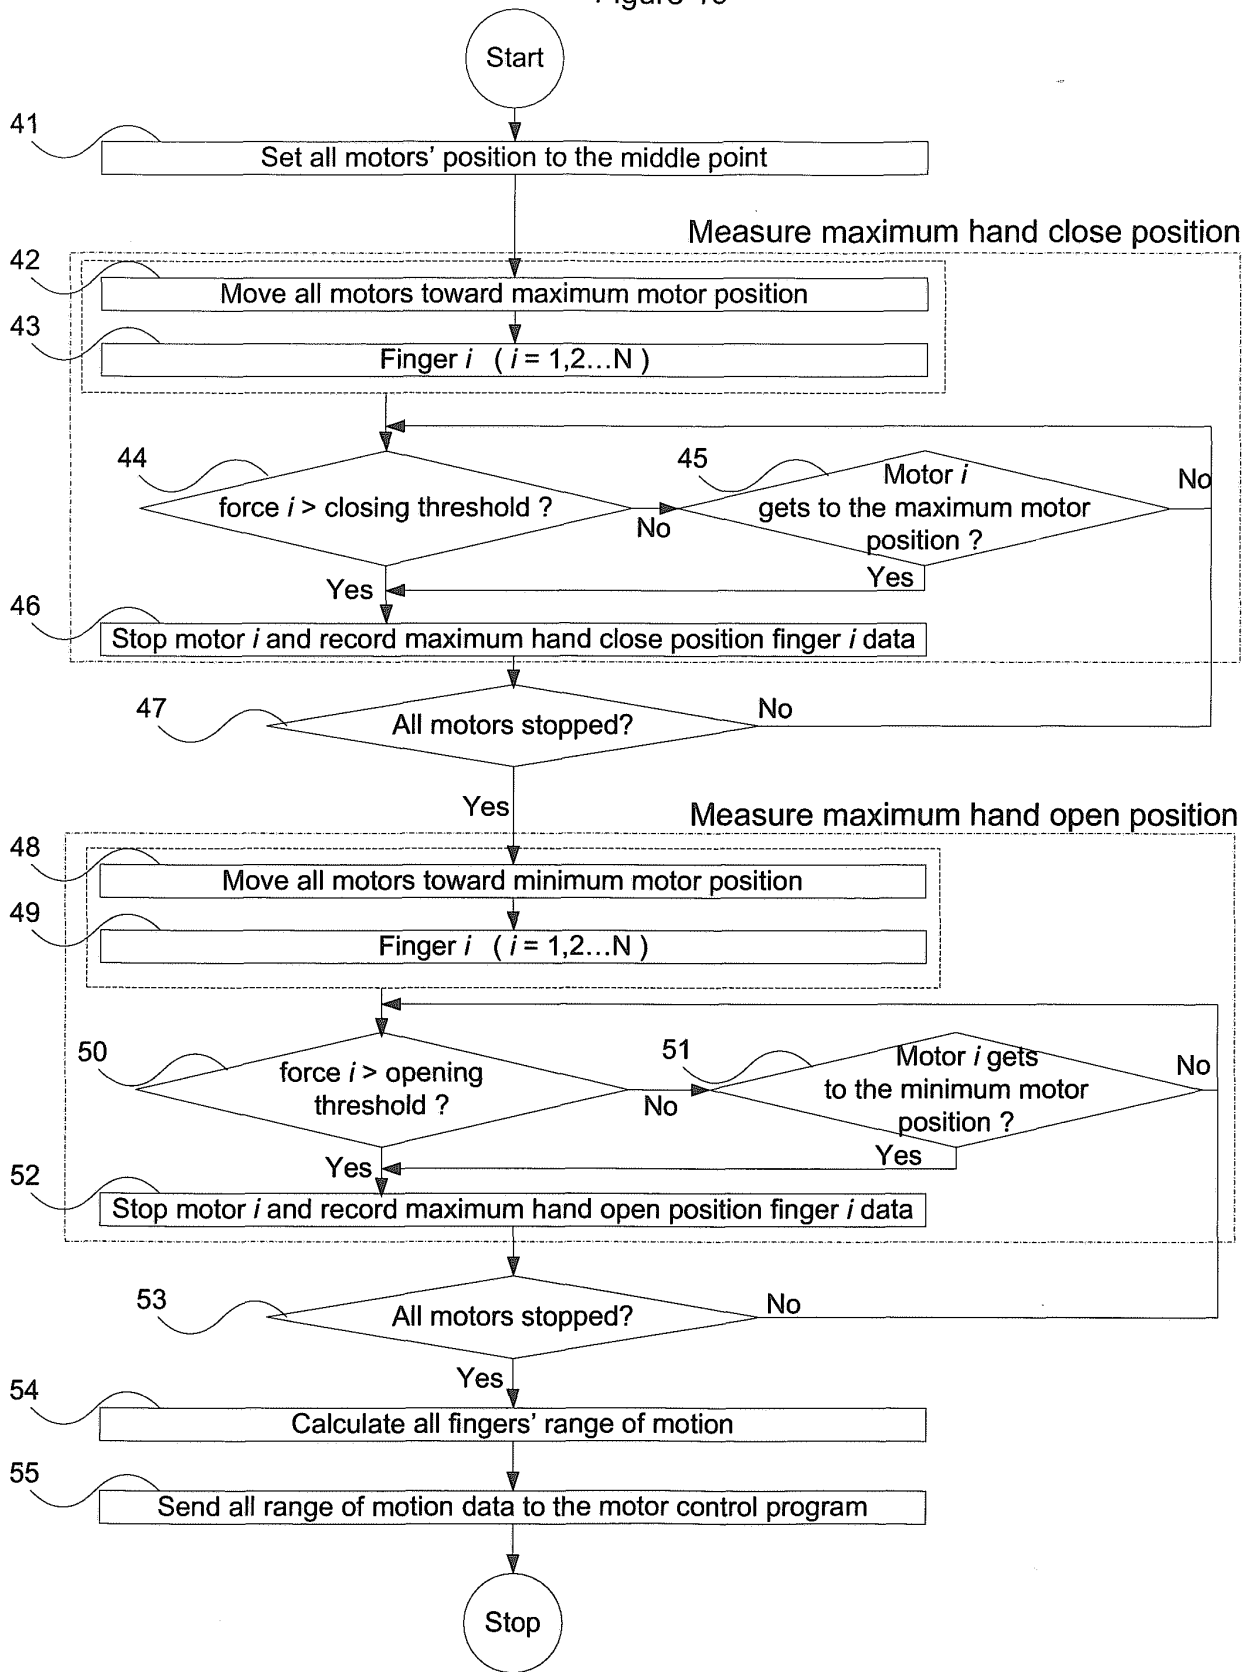 Start
41
Set all motors' position to the middle point
Measure maximum hand close position
42
Move all motors toward maximum motor position
43
Finger i ( i = 1,2...N )
44
force i > closing threshold ?
No
45
Motor i
gets to the maximum motor
position ?
No
Yes
Yes
46
Stop motor i and record maximum hand close position finger i data
47
All motors stopped?
No
Yes
Measure maximum hand open position
48
Move all motors toward minimum motor position
49
Finger i ( i = 1,2...N )
50
force i > opening
threshold ?
No
51
Motor i gets
to the minimum motor
position ?
No
Yes
Yes
52
Stop motor i and record maximum hand open position finger i data
53
All motors stopped?
No
Yes
54
Calculate all fingers' range of motion
55
Send all range of motion data to the motor control program
Stop